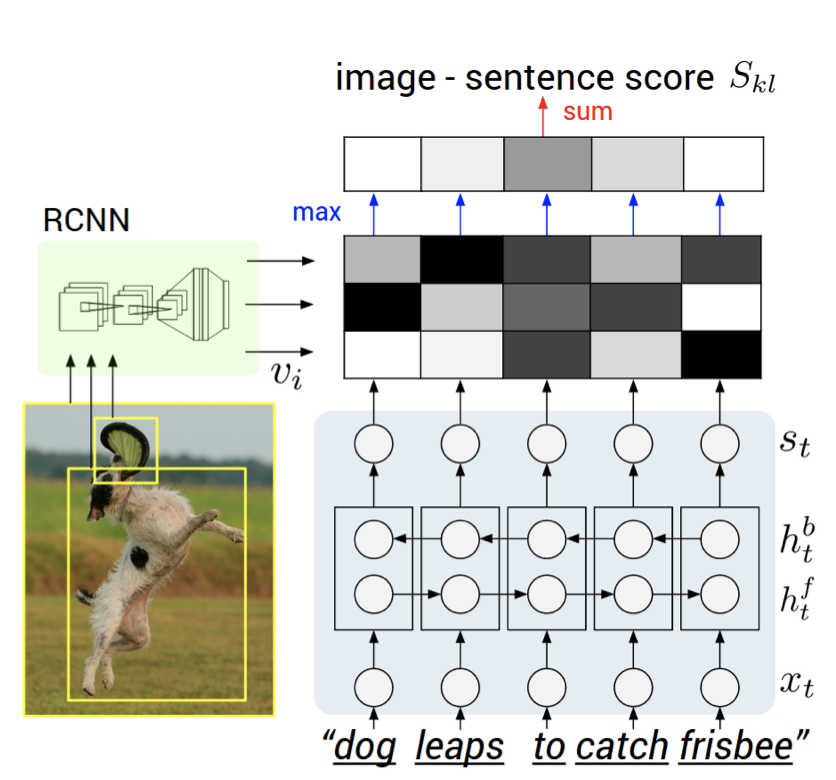 image - sentence score S_{kl}
sum
max
RCNN
v_i
s_t
h_t^b
h_t^f
x_t
“dog leaps to catch frisbee”